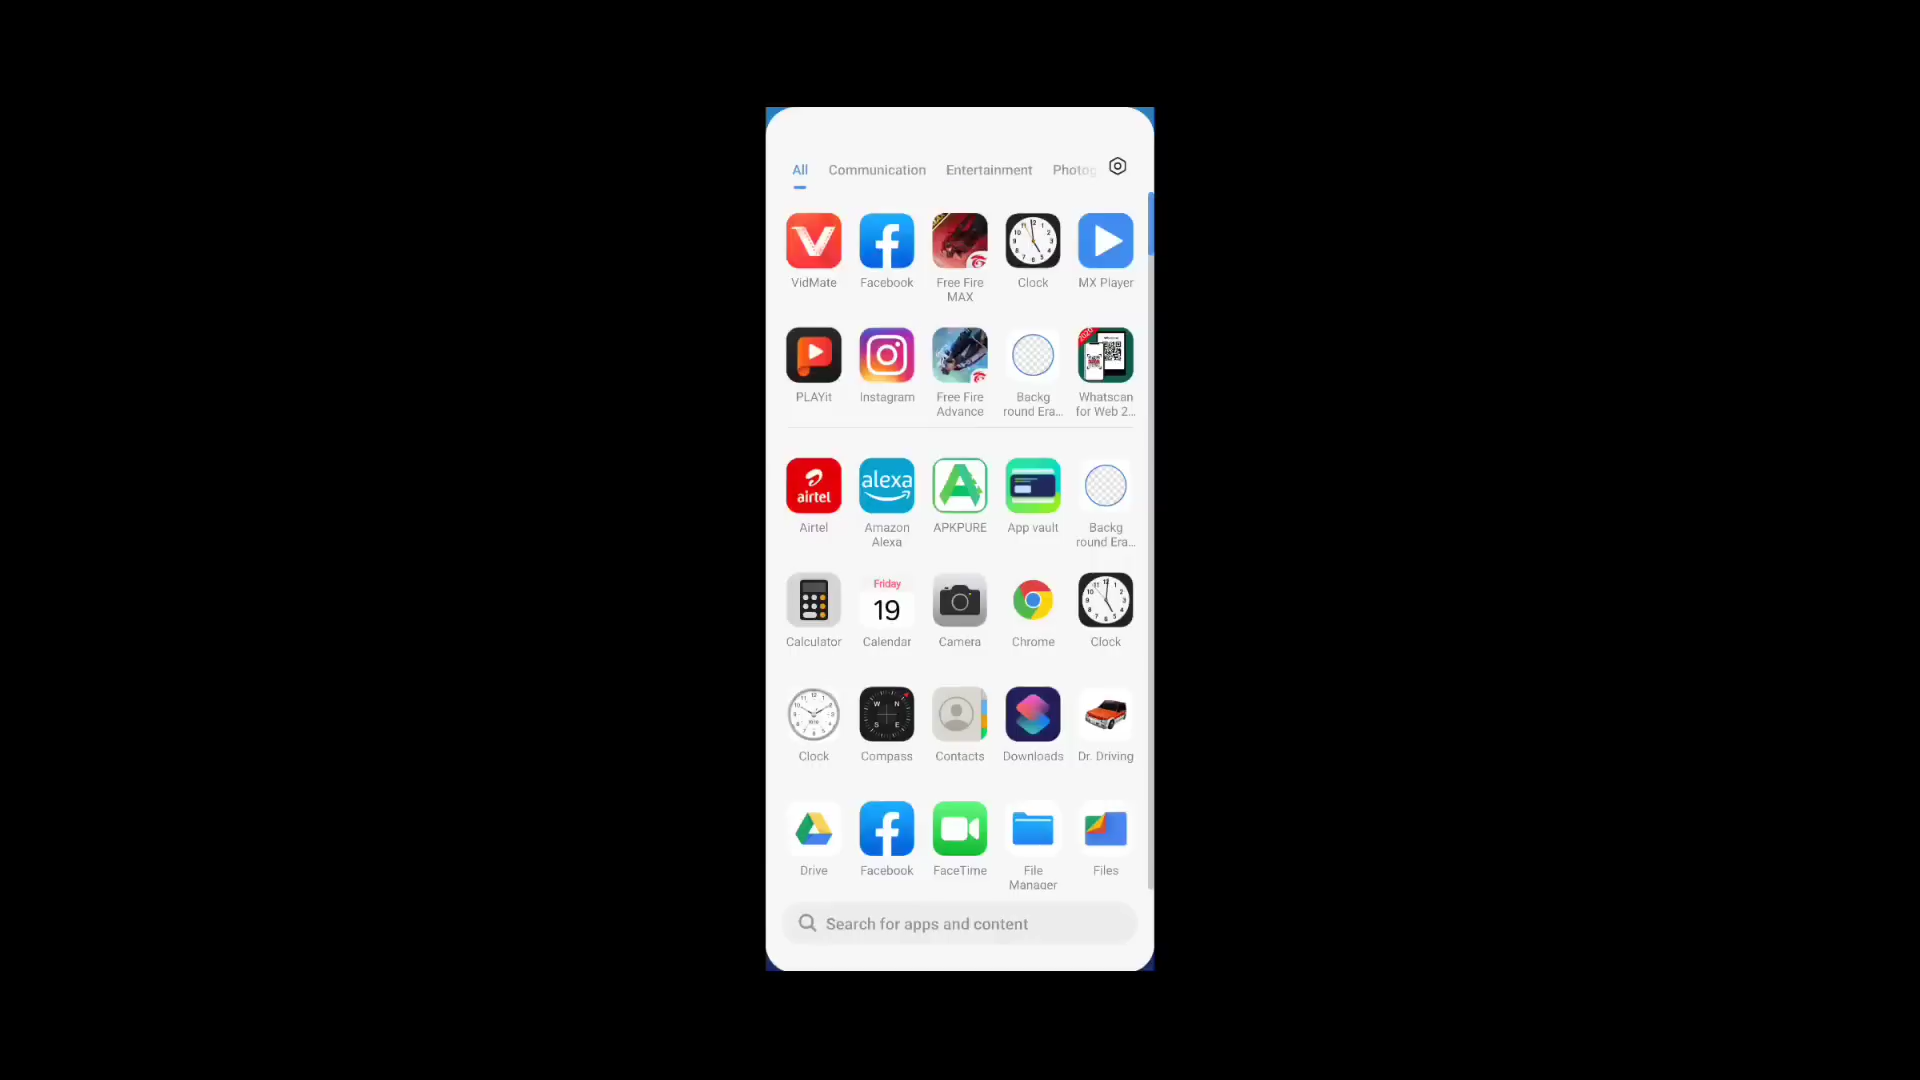 All Communication Entertainment Photog
VidMate Facebook Free Fire MAX Clock MX Player
PLAYit Instagram Free Fire Advance Backg round Era... Whatscan for Web 2...
airtel alexa
Airtel Amazon Alexa APKPURE App vault Backg round Era...
Friday
19
Calculator Calendar Camera Chrome Clock
W N
S E
Clock Compass Contacts Downloads Dr. Driving
Drive Facebook FaceTime File Manager Files
Search for apps and content